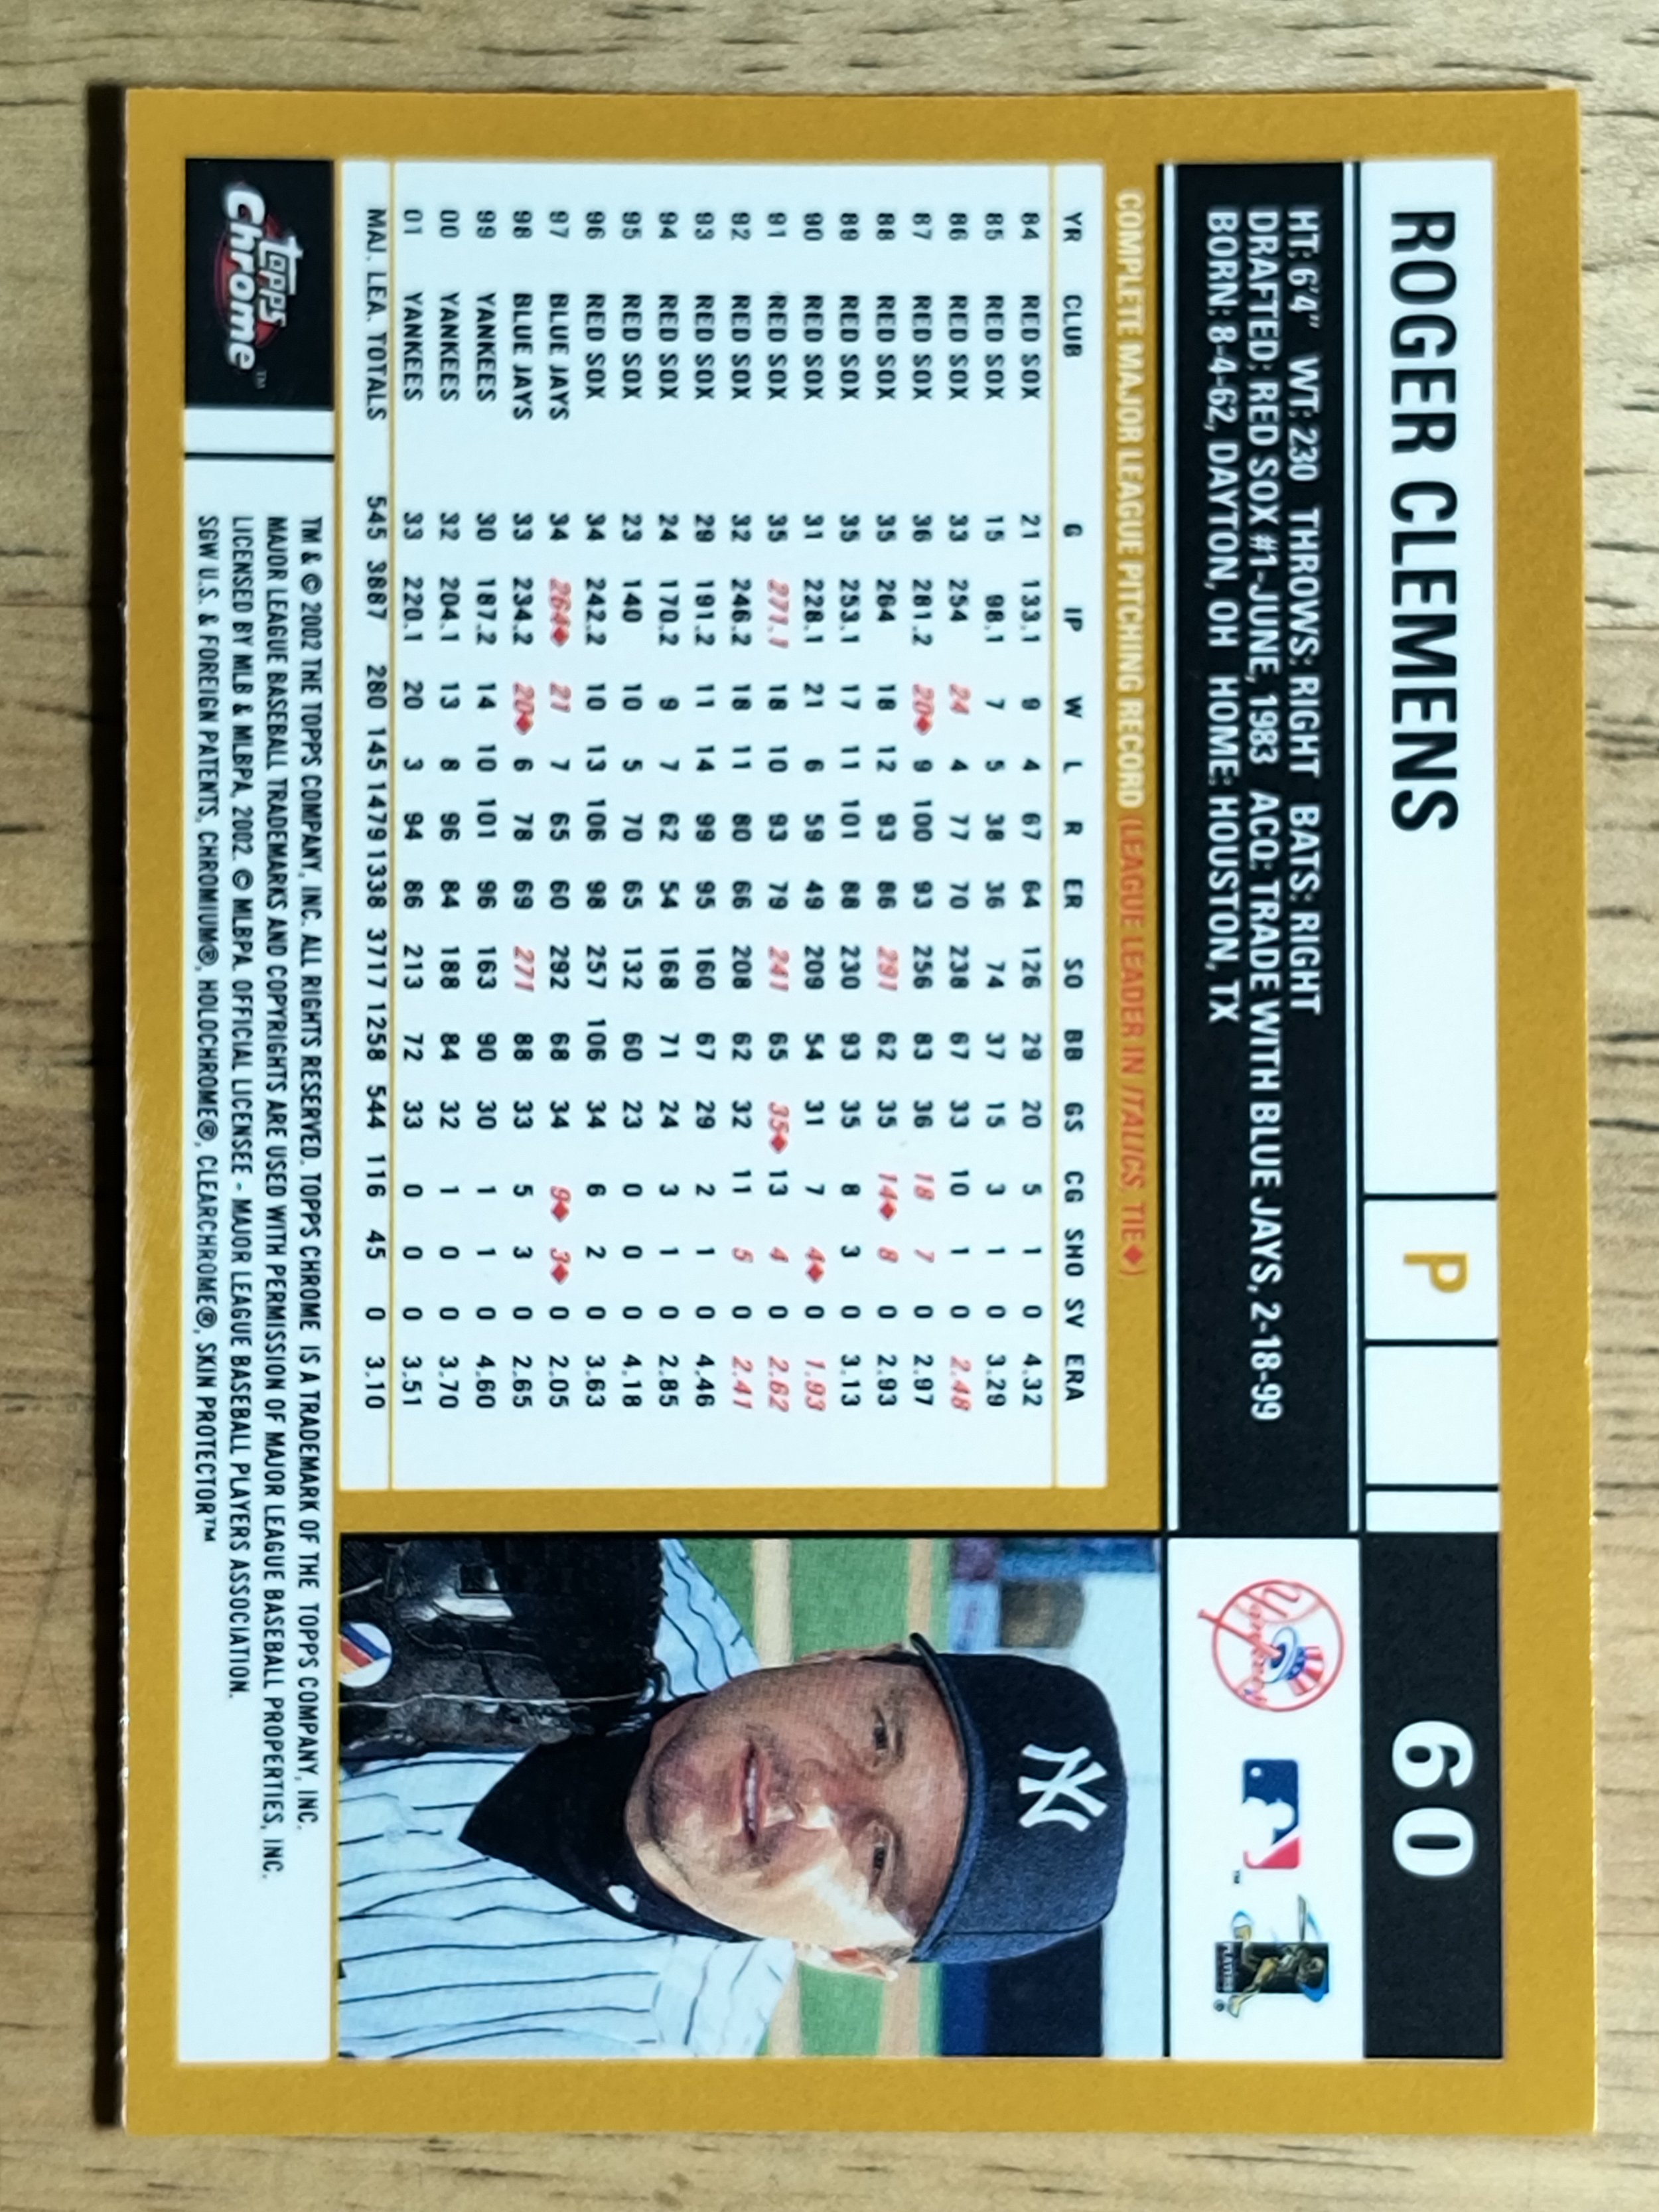 ROGER CLEMENS P 60
HT: 6'4" WT: 230 THROWS: RIGHT BATS: RIGHT
DRAFTED: RED SOX #1-JUNE, 1983 ACQ: TRADE WITH BLUE JAYS, 2-18-99
BORN: 8-4-62, DAYTON, OH HOME: HOUSTON, TX
Yankees
™
PLAYERS
®
COMPLETE MAJOR LEAGUE PITCHING RECORD (LEAGUE LEADER IN ITALICS, TIE♦)
YR CLUB G IP W L R ER SO BB GS CG SHO SV ERA
84 RED SOX 21 133.1 9 4 67 64 126 29 20 5 1 0 4.32
85 RED SOX 15 98.1 7 5 38 36 74 37 15 3 1 0 3.29
86 RED SOX 33 254 24 4 77 70 238 67 33 10 1 0 2.48
87 RED SOX 36 281.2 20♦ 9 100 93 256 83 36 18 7 0 2.97
88 RED SOX 35 264 18 12 93 86 291 62 35 14♦ 8 0 2.93
89 RED SOX 35 253.1 17 11 101 88 230 93 35 8 3 0 3.13
90 RED SOX 31 228.1 21 6 59 49 209 54 31 7 4♦ 0 1.93
91 RED SOX 35 271.1 18 10 93 79 241 65 35♦ 13 4 0 2.62
92 RED SOX 32 246.2 18 11 80 66 208 62 32 11 5 0 2.41
93 RED SOX 29 191.2 11 14 99 95 160 67 29 2 1 0 4.46
94 RED SOX 24 170.2 9 7 62 54 168 71 24 3 1 0 2.85
95 RED SOX 23 140 10 5 70 65 132 60 23 0 0 0 4.18
96 RED SOX 34 242.2 10 13 106 98 257 106 34 6 2 0 3.63
97 BLUE JAYS 34 264♦ 21 7 65 60 292 68 34 9♦ 3♦ 0 2.05
98 BLUE JAYS 33 234.2 20♦ 6 78 69 271 88 33 5 3 0 2.65
99 YANKEES 30 187.2 14 10 101 96 163 90 30 1 1 0 4.60
00 YANKEES 32 204.1 13 8 96 84 188 84 32 1 0 0 3.70
01 YANKEES 33 220.1 20 3 94 86 213 72 33 0 0 0 3.51
MAJ. LEA. TOTALS 545 3887 280 145 1479 1338 3717 1258 544 116 45 0 3.10
NY
Topps
Chrome™
TM & © 2002 THE TOPPS COMPANY, INC. ALL RIGHTS RESERVED. TOPPS CHROME IS A TRADEMARK OF THE TOPPS COMPANY, INC.
MAJOR LEAGUE BASEBALL TRADEMARKS AND COPYRIGHTS ARE USED WITH PERMISSION OF MAJOR LEAGUE BASEBALL PROPERTIES, INC.
LICENSED BY MLB & MLBPA, 2002. © MLBPA. OFFICIAL LICENSEE - MAJOR LEAGUE BASEBALL PLAYERS ASSOCIATION.
SGW U.S. & FOREIGN PATENTS, CHROMIUM®, HOLOCHROME®, CLEARCHROME®, SKIN PROTECTOR™